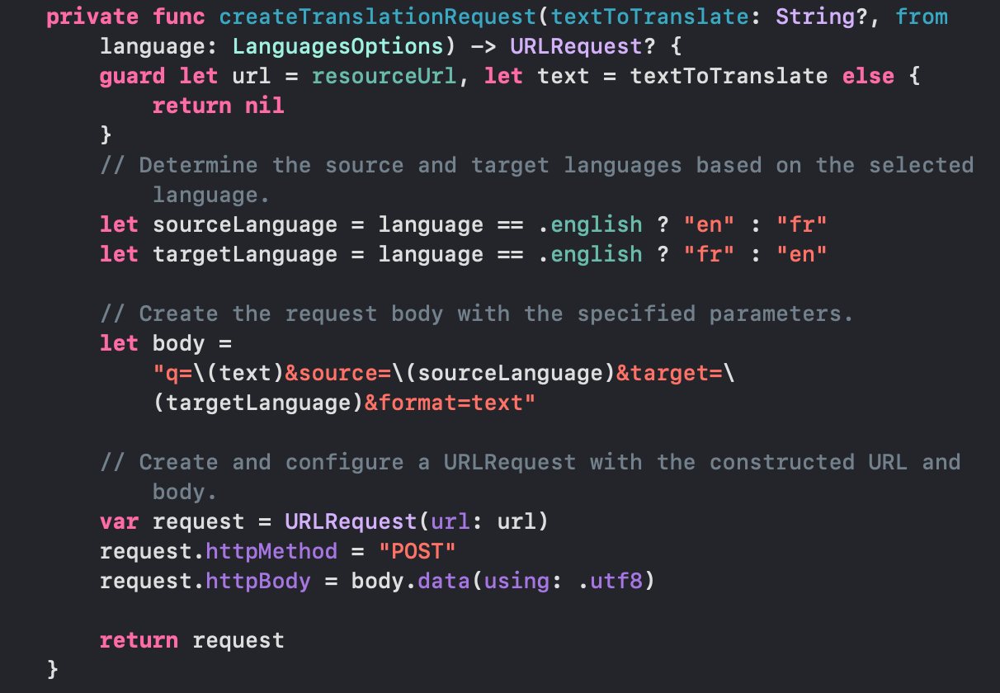 private func createTranslationRequest(textToTranslate: String?, from
language: LanguagesOptions) -> URLRequest? {
guard let url = resourceUrl, let text = textToTranslate else {
return nil
}
// Determine the source and target languages based on the selected
language.
let sourceLanguage = language == .english ? "en" : "fr"
let targetLanguage = language == .english ? "fr" : "en"
// Create the request body with the specified parameters.
let body =
"q=\(text)&source=\(sourceLanguage)&target=\
(targetLanguage)&format=text"
// Create and configure a URLRequest with the constructed URL and
body.
var request = URLRequest(url: url)
request.httpMethod = "POST"
request.httpBody = body.data(using: .utf8)
return request
}